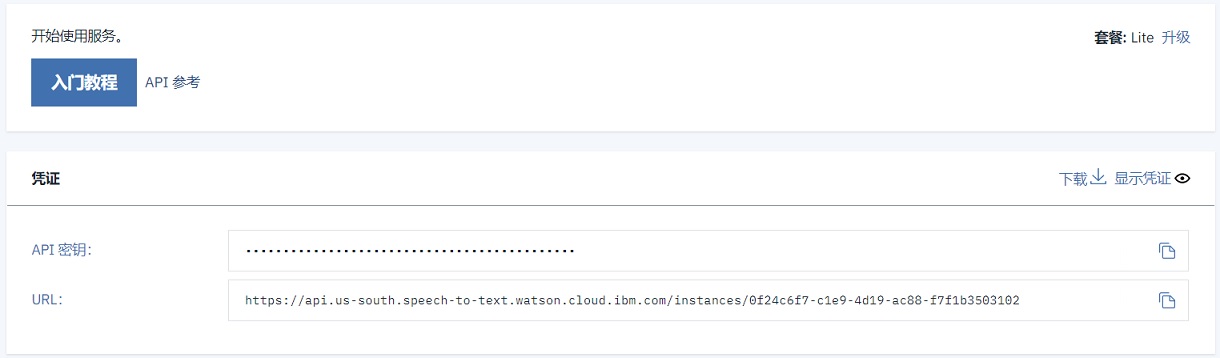 开始使用服务。
套餐: Lite 升级
入门教程 API 参考
凭证
下载 显示凭证
API 密钥:
••••••••••••••••••••••••••••••••••••••••••••
URL:
https://api.us-south.speech-to-text.watson.cloud.ibm.com/instances/0f24c6f7-c1e9-4d19-ac88-f7f1b3503102